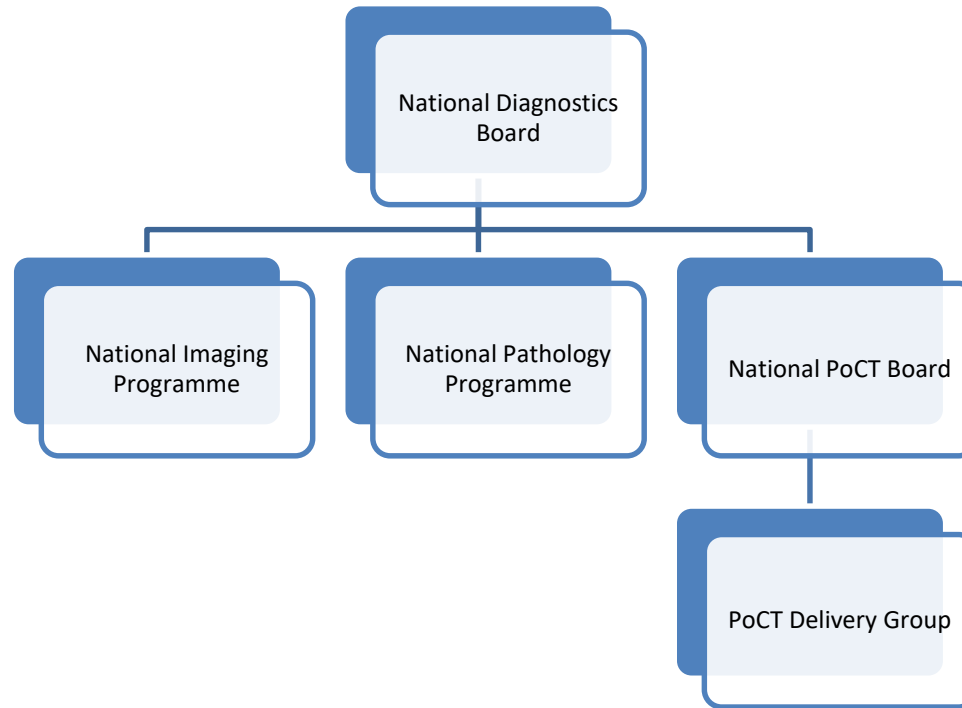 National Diagnostics
Board
National Imaging
Programme
National Pathology
Programme
National PoCT Board
PoCT Delivery Group